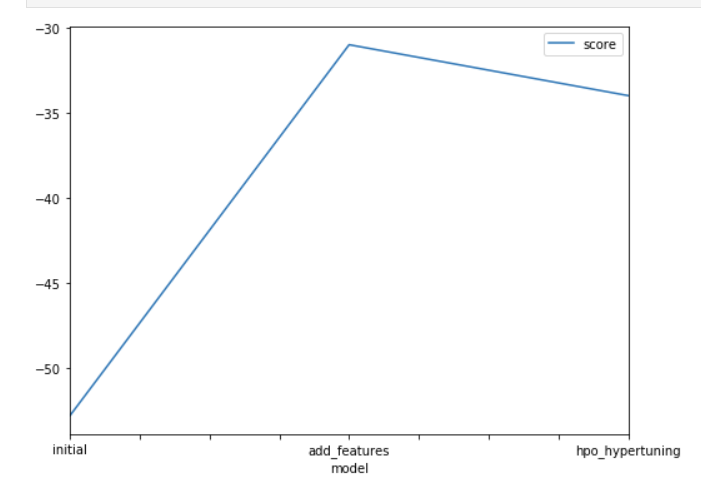 −30
score
−35
−40
−45
−50
initial add_features hpo_hypertuning
model